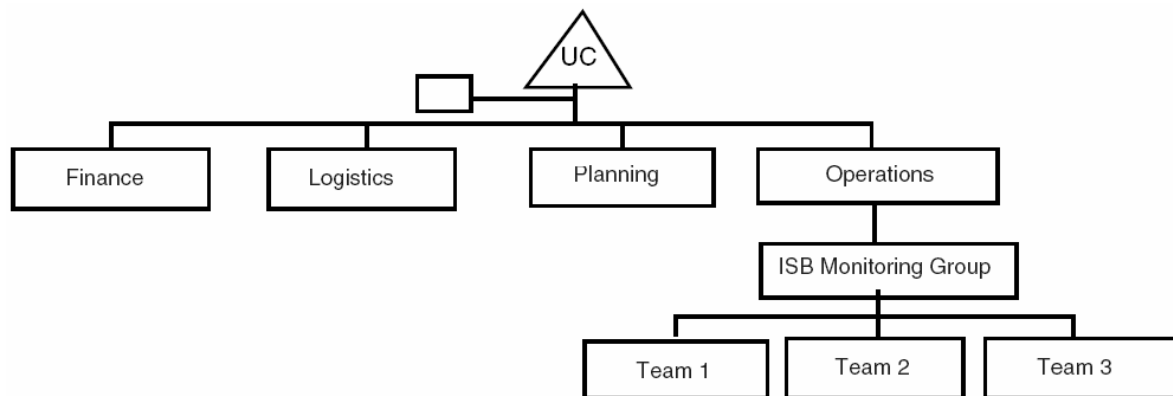 UC
Finance
Logistics
Planning
Operations
ISB Monitoring Group
Team 1
Team 2
Team 3